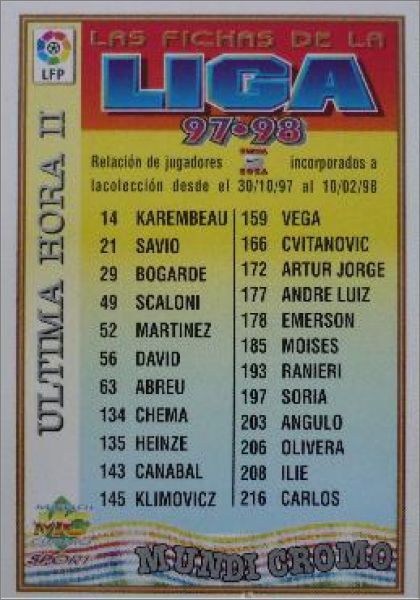 LFP
LAS FICHAS DE LA
LIGA
97•98
Relación de jugadores incorporados a
lacolección desde el 30/10/97 al 10/02/98
ULTIMA HORA II
14 KAREMBEAU
21 SAVIO
29 BOGARDE
49 SCALONI
52 MARTINEZ
56 DAVID
63 ABREU
134 CHEMA
135 HEINZE
143 CANABAL
145 KLIMOVICZ
159 VEGA
166 CVITANOVIC
172 ARTUR JORGE
177 ANDRE LUIZ
178 EMERSON
185 MOISES
193 RANIERI
197 SORIA
203 ANGULO
206 OLIVERA
208 ILIE
216 CARLOS
SPORT
MUNDI CROMO